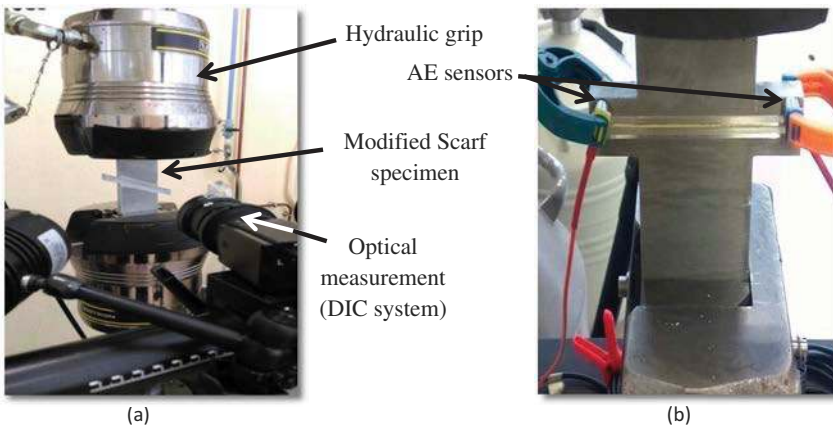 Hydraulic grip
AE sensors
Modified Scarf
specimen
Optical
measurement
(DIC system)
(a)
(b)